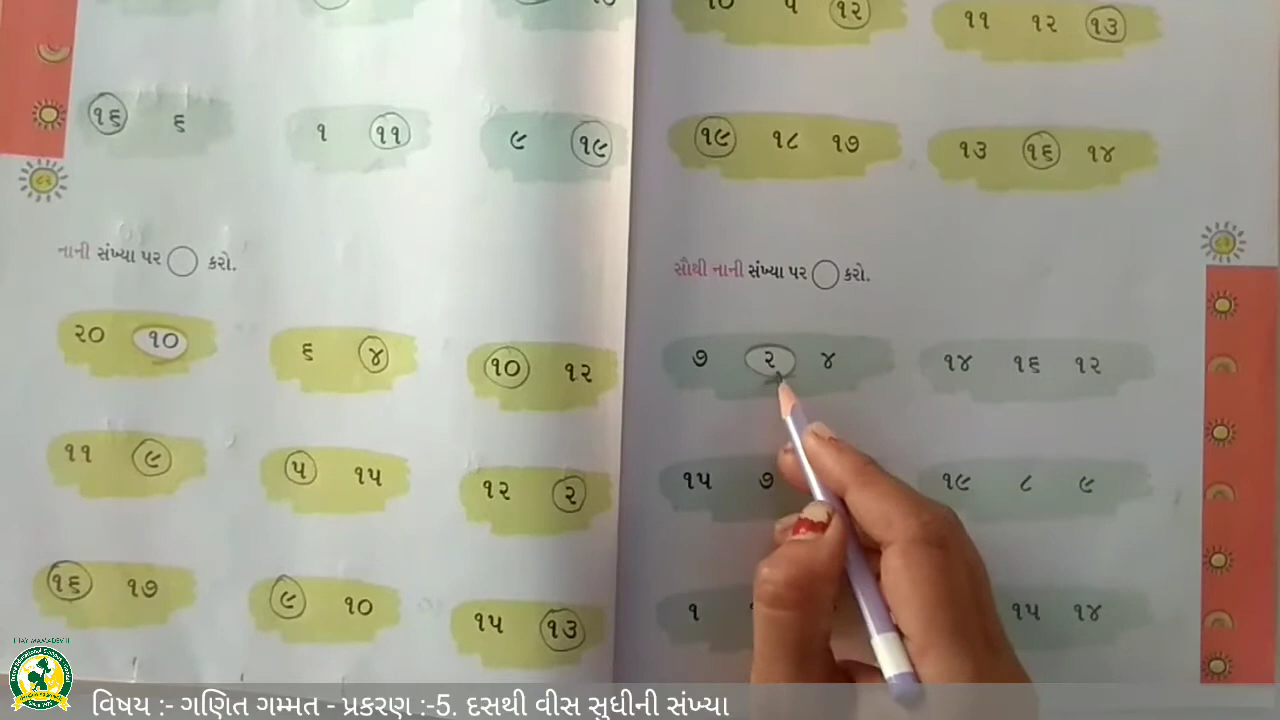 ૧૨
૧૧ ૧૨ ૧૩
૧૬ ૬
૧ ૧૧
૯ ૧૯
૧૯ ૧૮ ૧૭
૧૩ ૧૬ ૧૪
નાની સંખ્યા પર કરો.
૨૦ ૧૦
૬ ૪
૧૦ ૧૨
૧૧ ૯
૫ ૧૫
૧૨ ૨
૧૬ ૧૭
૯ ૧૦
૧૫ ૧૩
સૌથી નાની સંખ્યા પર કરો.
૭ ૨ ૪
૧૪ ૧૬ ૧૨
૧૫ ૭
૧૯ ૮ ૯
૧
૧૫ ૧૪
વિષય :- ગણિત ગમ્મત - પ્રકરણ :-5. દસથી વીસ સુધીની સંખ્યા